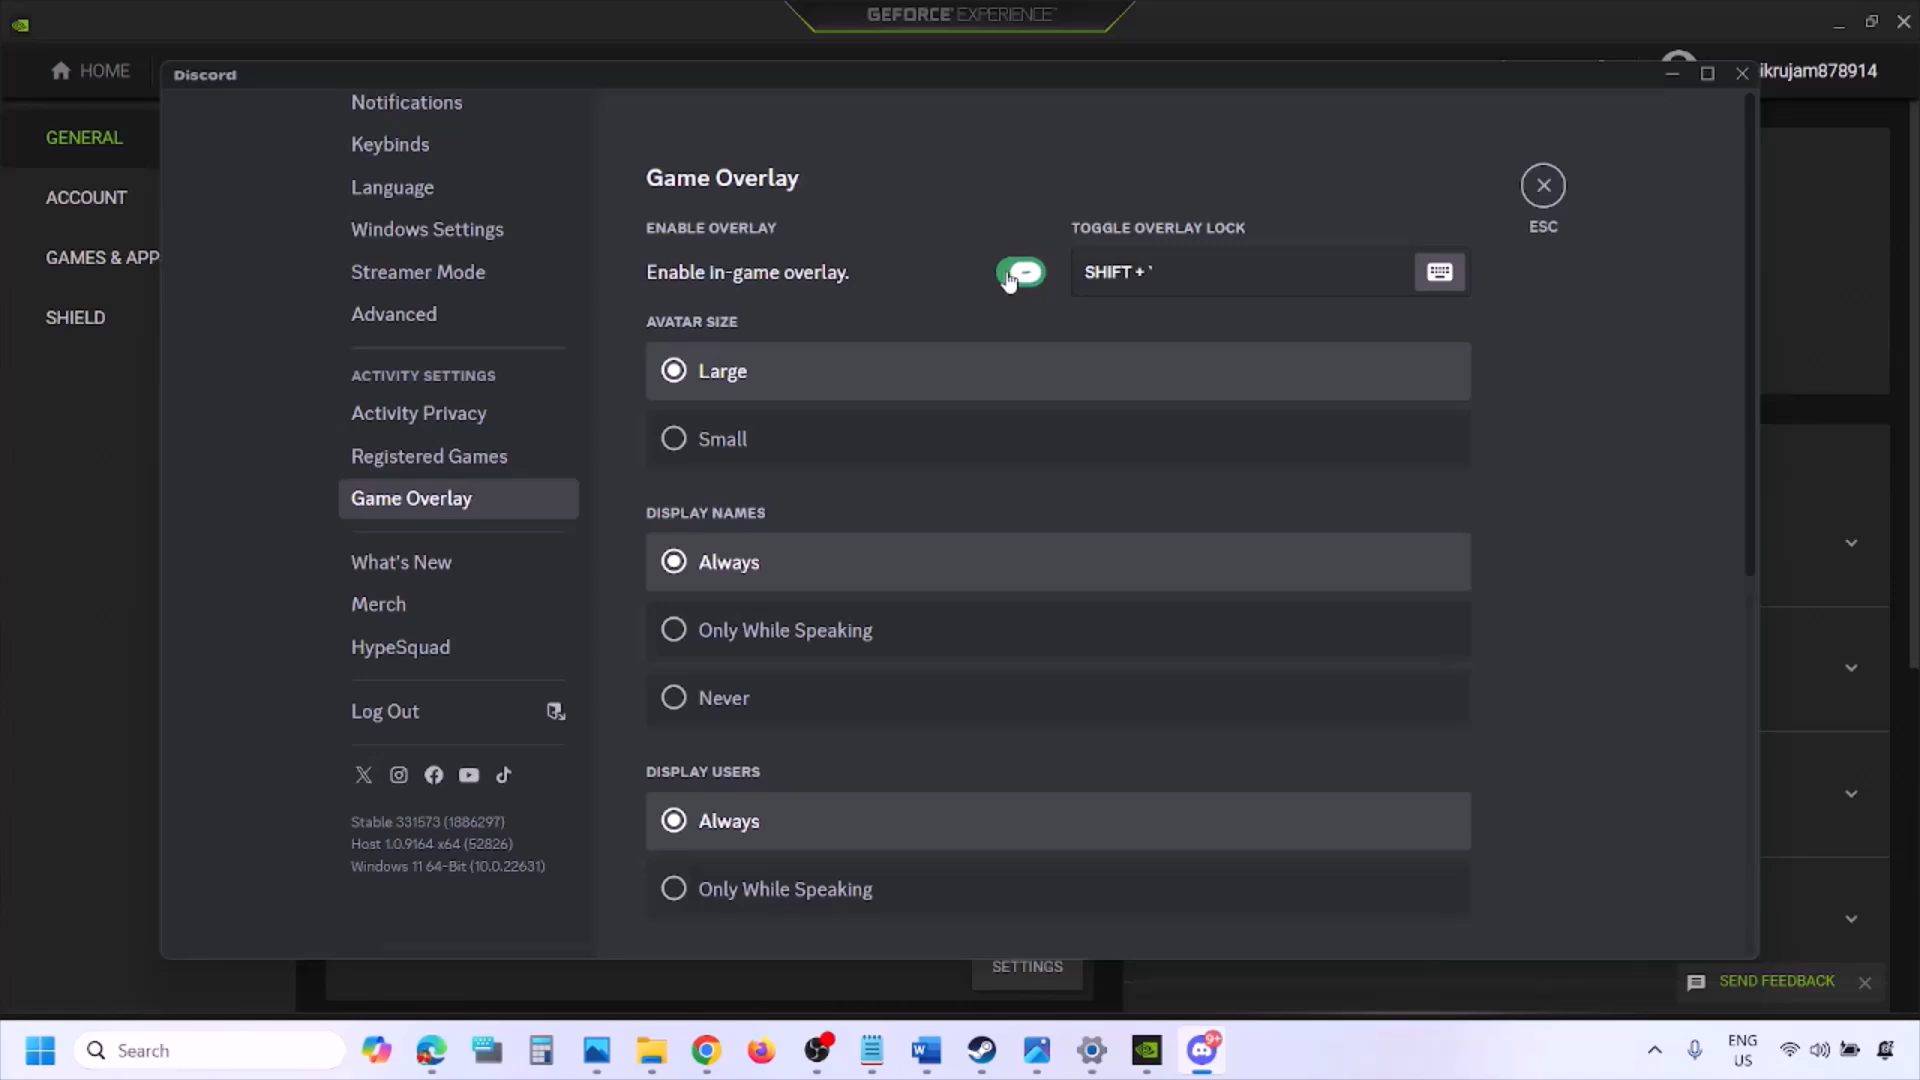 GEFORCE EXPERIENCE
HOME
ikrujam878914
GENERAL
ACCOUNT
GAMES & APP
SHIELD
Discord
Notifications
Keybinds
Language
Windows Settings
Streamer Mode
Advanced
ACTIVITY SETTINGS
Activity Privacy
Registered Games
Game Overlay
What's New
Merch
HypeSquad
Log Out
Stable 331573 (1886297)
Host 1.0.9164 x64 (52826)
Windows 11 64-Bit (10.0.22631)
Game Overlay
ESC
ENABLE OVERLAY
Enable in-game overlay.
TOGGLE OVERLAY LOCK
SHIFT + `
AVATAR SIZE
Large
Small
DISPLAY NAMES
Always
Only While Speaking
Never
DISPLAY USERS
Always
Only While Speaking
SETTINGS
SEND FEEDBACK
Search
9+
ENG
US